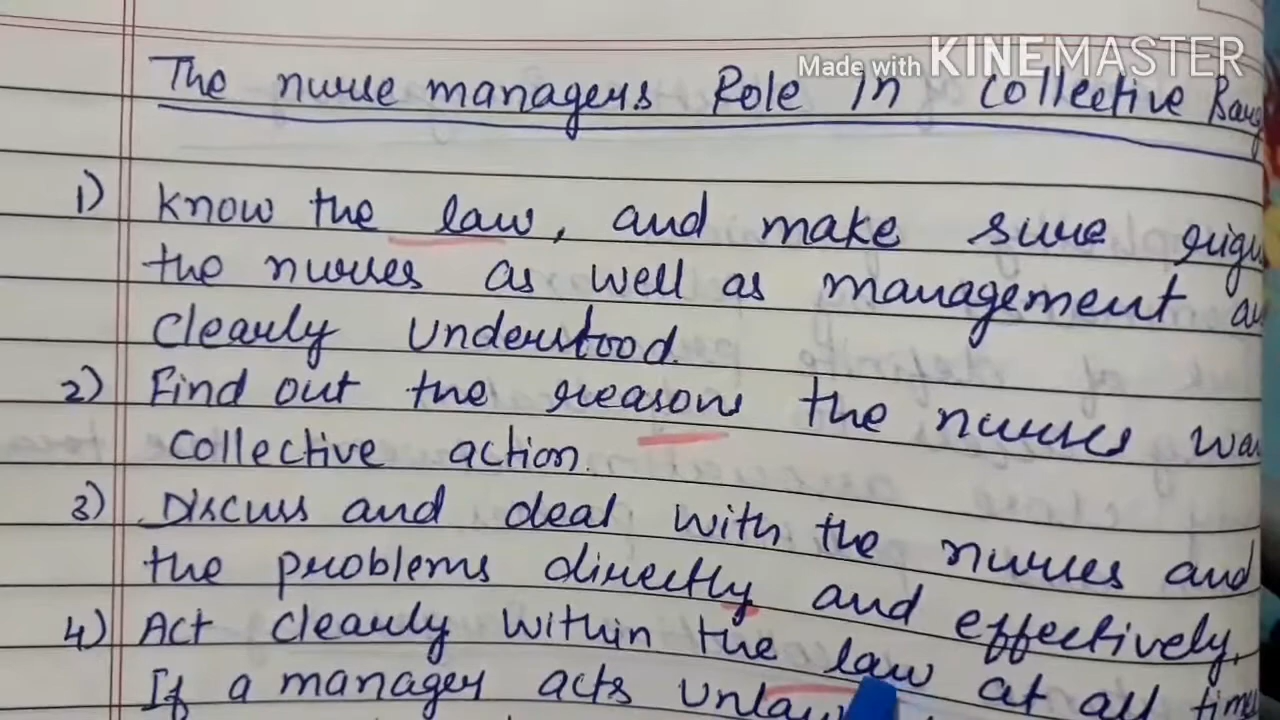 Made with KINEMASTER
The nurse managers Role in Collective
1) Know the law, and make sure
the nurses as well as management
clearly understood.
2) Find out the reasons the nurses
collective action.
3) Discuss and deal with the nurses and
the problems directly and effectively.
4) Act clearly within the law at all times
If a manager acts